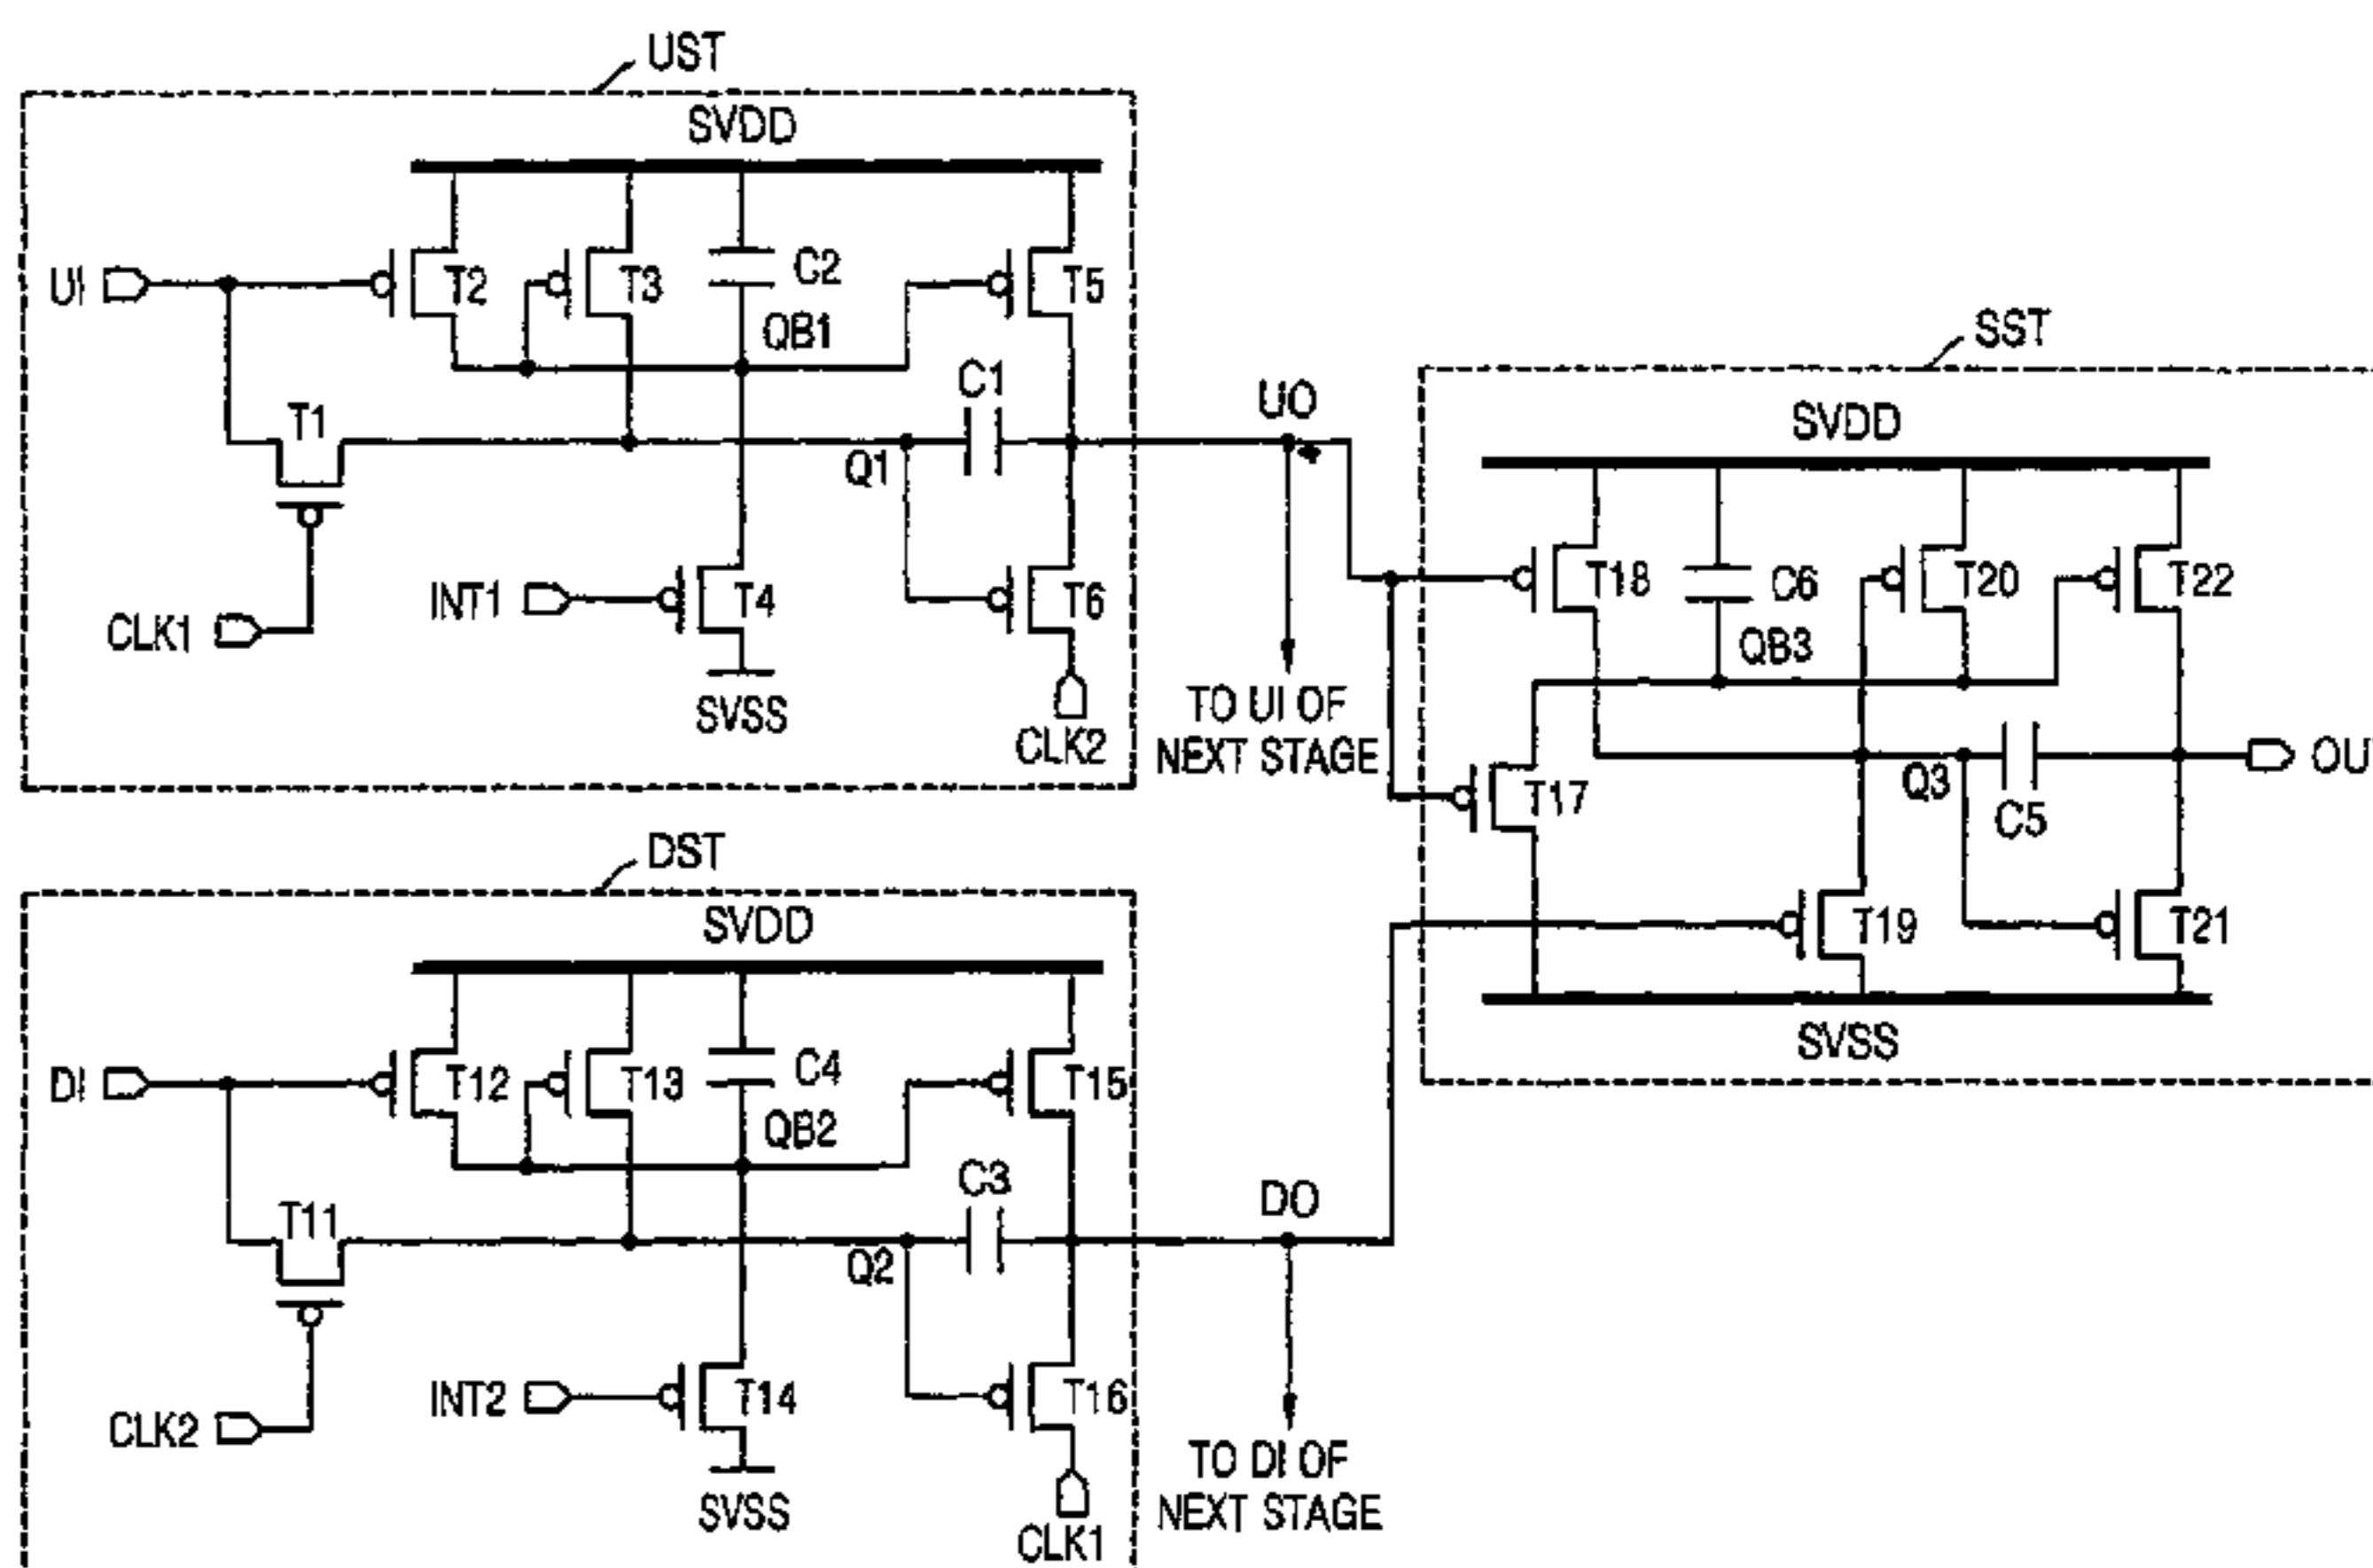 UST
SVDD
UI
T2
T3
C2
T5
QB1
C1
T1
Q1
UO
INT1
T4
T6
CLK1
SVSS
CLK2
TO UI OF
NEXT STAGE
SST
SVDD
T18
C6
T20
T22
QB3
T17
Q3
C5
T19
T21
SVSS
DST
SVDD
DI
T12
T13
C4
T15
QB2
C3
T11
Q2
DO
INT2
T14
T16
CLK2
SVSS
CLK1
TO DI OF
NEXT STAGE